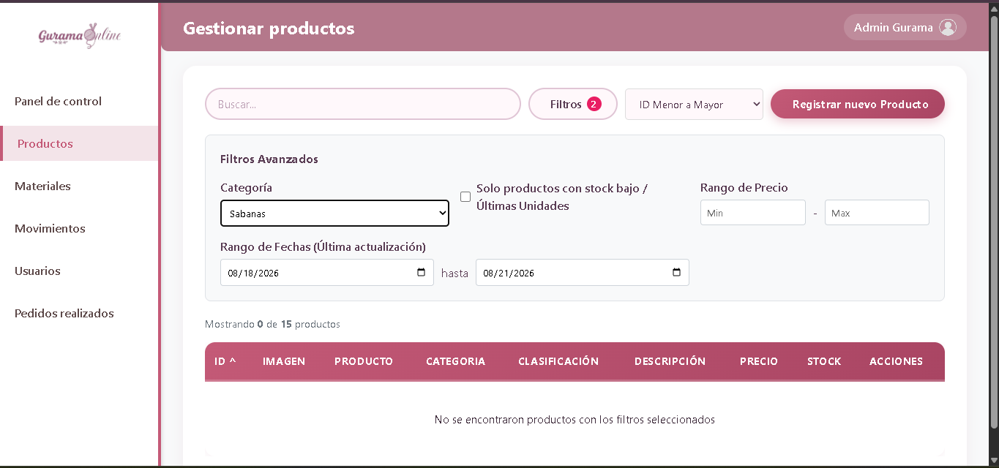 Gurama Online
Gestionar productos
Admin Gurama
Panel de control
Productos
Materiales
Movimientos
Usuarios
Pedidos realizados
Buscar...
Filtros 2
ID Menor a Mayor
Registrar nuevo Producto
Filtros Avanzados
Categoría
Sabanas
Solo productos con stock bajo /
Últimas Unidades
Rango de Precio
Min - Max
Rango de Fechas (Última actualización)
08/18/2026 hasta 08/21/2026
Mostrando 0 de 15 productos
ID ^ IMAGEN PRODUCTO CATEGORIA CLASIFICACIÓN DESCRIPCIÓN PRECIO STOCK ACCIONES
No se encontraron productos con los filtros seleccionados